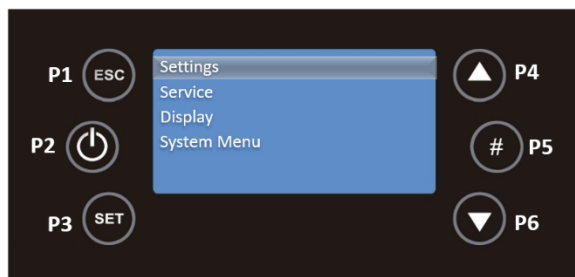 P1 ESC
P2
P3 SET
Settings
Service
Display
System Menu
P4
# P5
P6